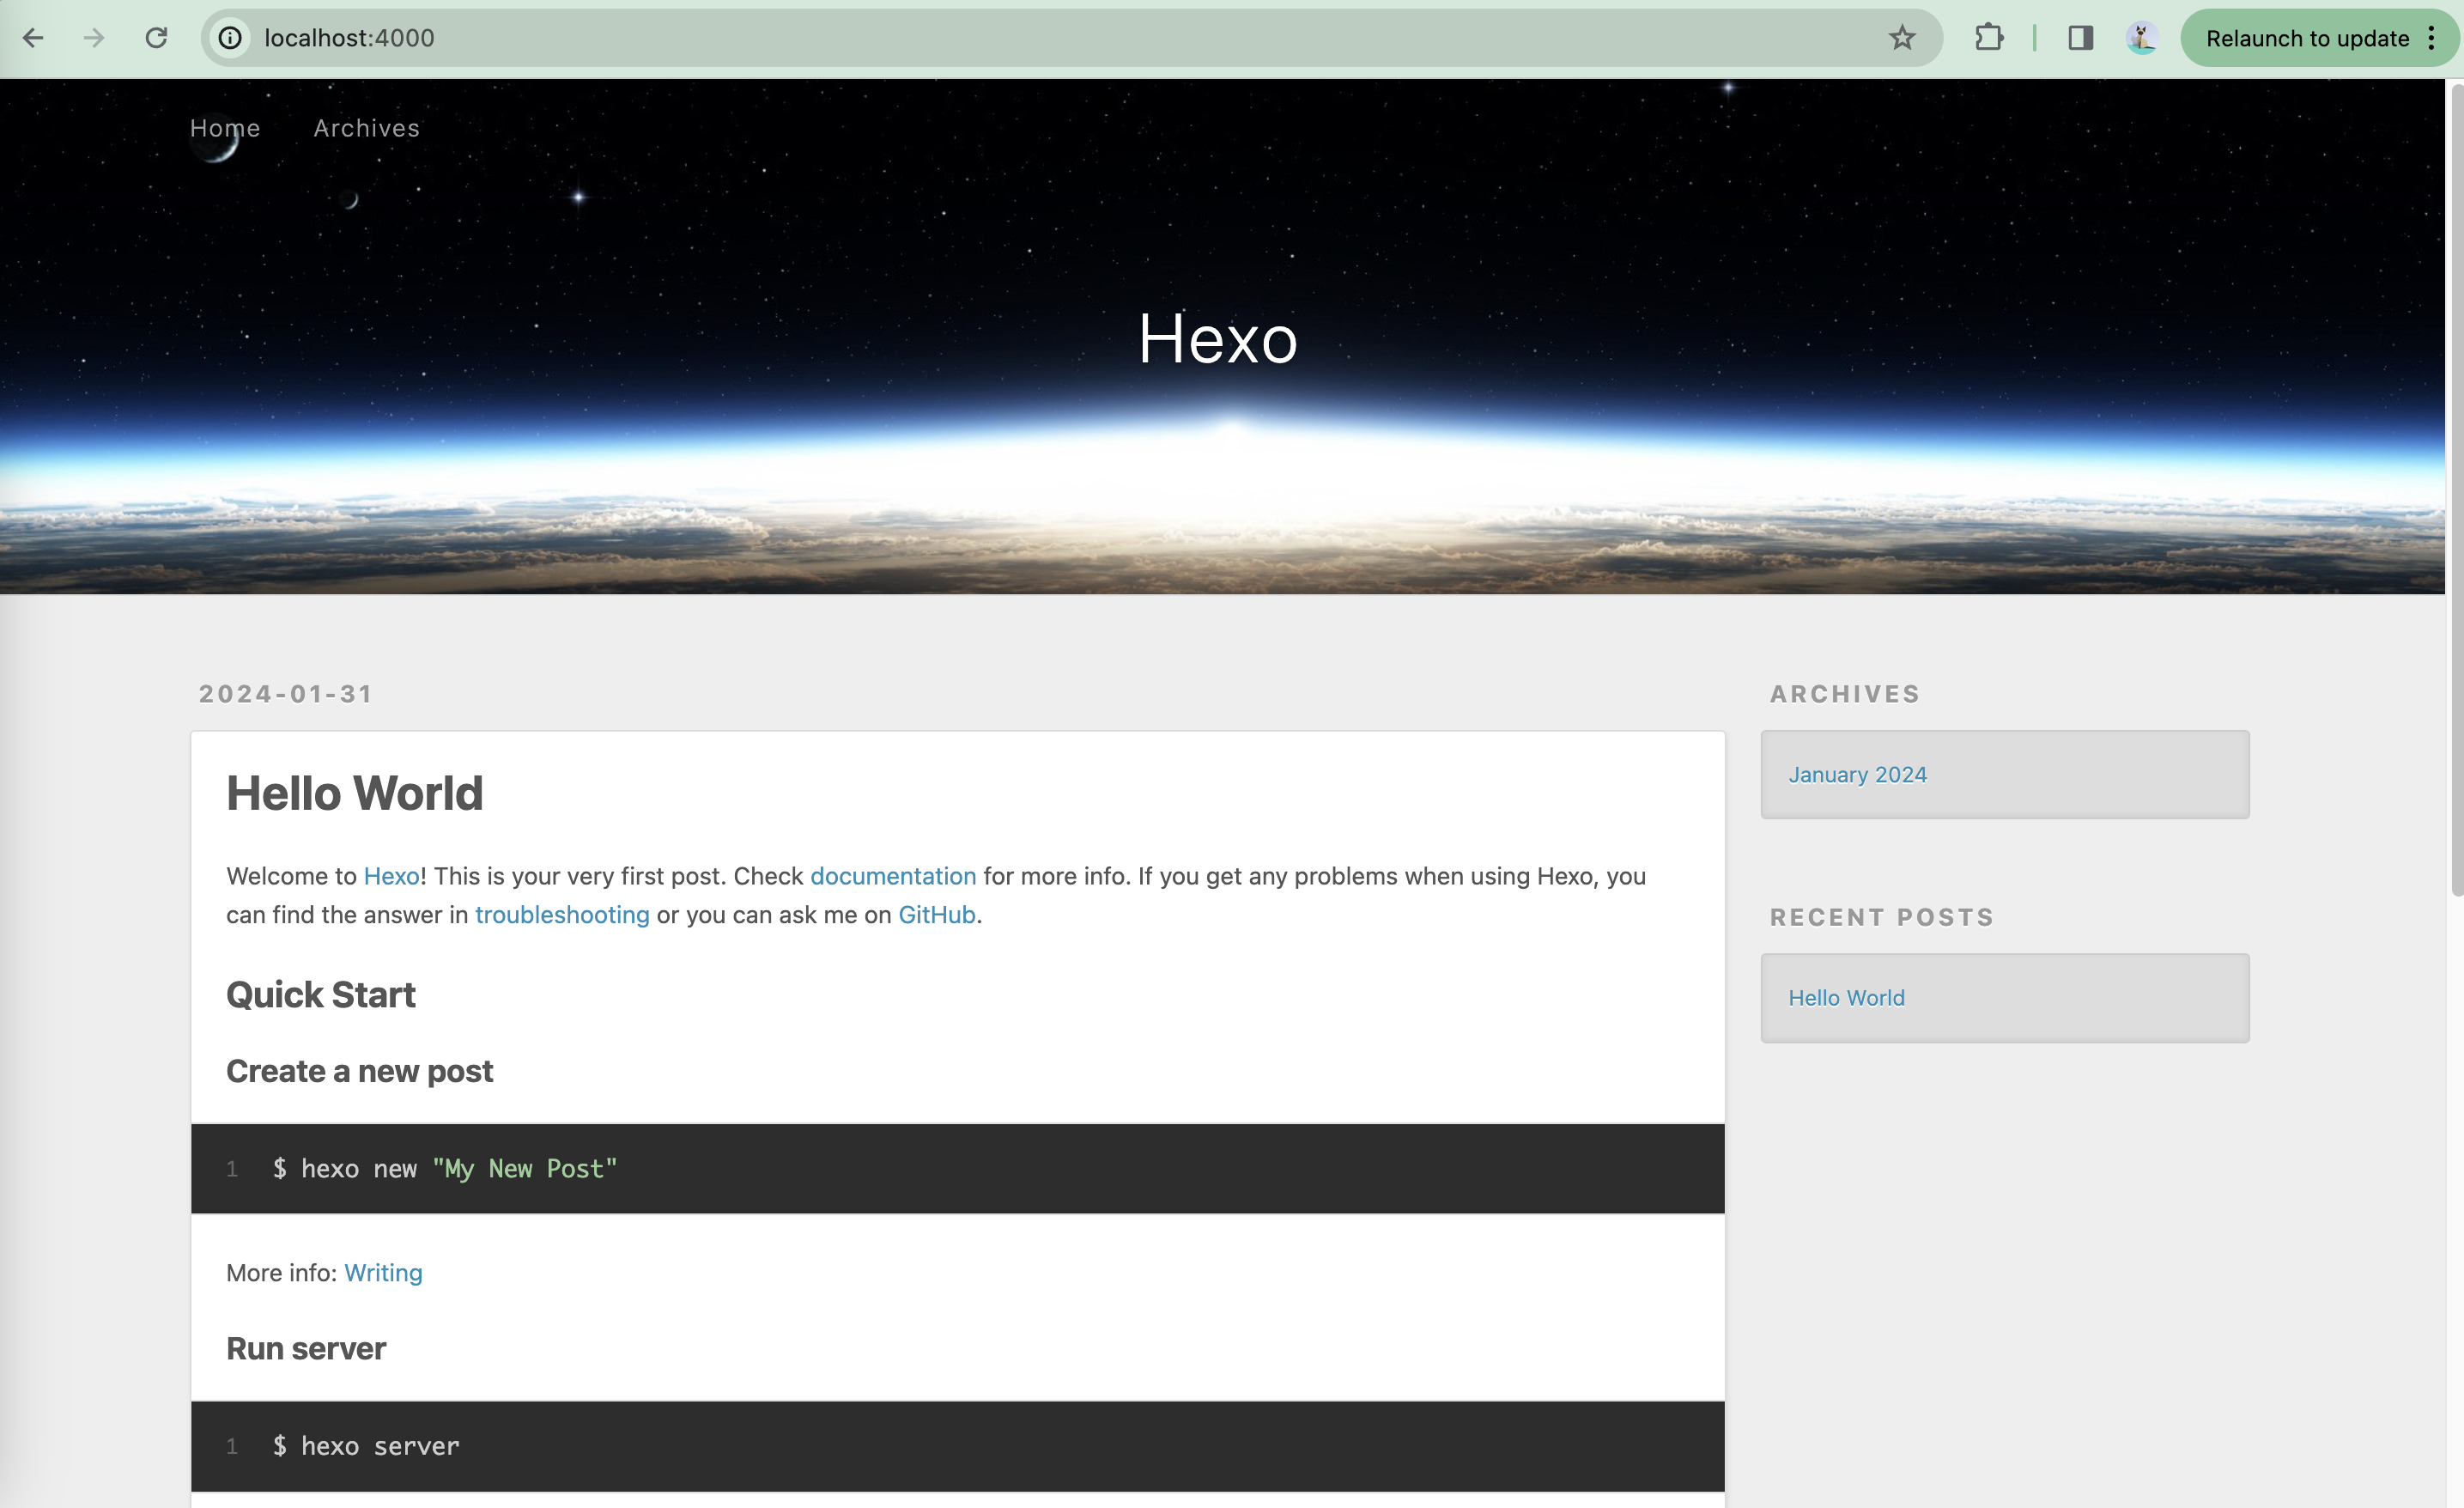 localhost:4000
Relaunch to update
Home Archives
Hexo
2024-01-31
Hello World
Welcome to Hexo! This is your very first post. Check documentation for more info. If you get any problems when using Hexo, you
can find the answer in troubleshooting or you can ask me on GitHub.
Quick Start
Create a new post
1 $ hexo new "My New Post"
More info: Writing
Run server
1 $ hexo server
ARCHIVES
January 2024
RECENT POSTS
Hello World